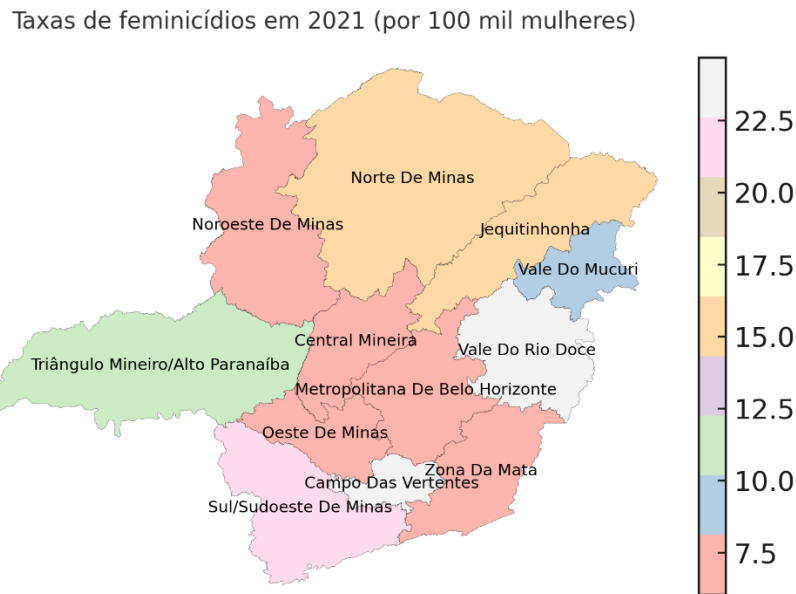 Taxas de feminicídios em 2021 (por 100 mil mulheres)
Norte De Minas
Noroeste De Minas
Jequitinhonha
Vale Do Mucuri
Central Mineira
Vale Do Rio Doce
Triângulo Mineiro/Alto Paranaíba
Metropolitana De Belo Horizonte
Oeste De Minas
Zona Da Mata
Campo Das Vertentes
Sul/Sudoeste De Minas
22.5
20.0
17.5
15.0
12.5
10.0
7.5